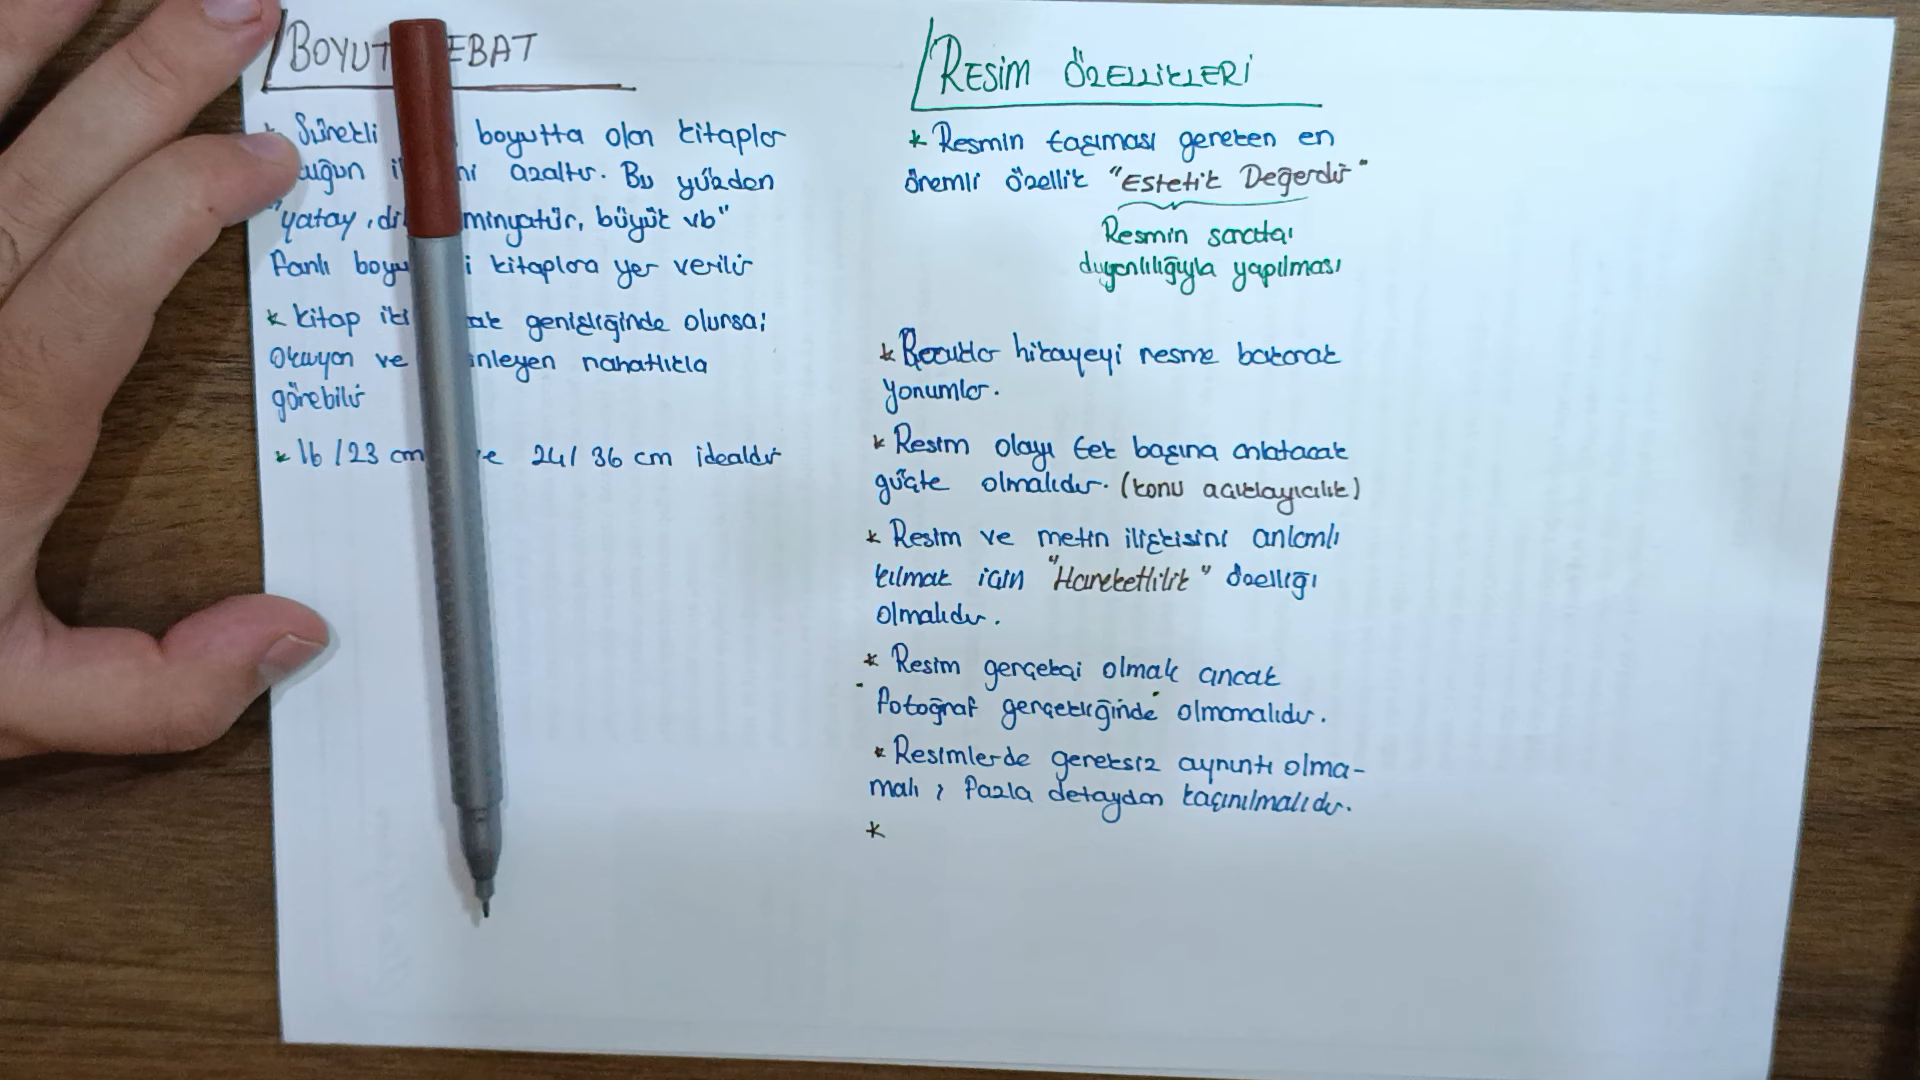 BOYUT EBAT
* Sürekli boyutta olan kitaplar
azaltır. Bu yüzden
"yatay, minyatür, büyük vb"
farklı kitaplara yer verilir
* Kitap genişliğinde olursa;
Okuyan ve rahatlıkla
görebilir
* 16/23 cm 24/36 cm idealdir
RESİM ÖZELLİKLERİ
* Resmin taşıması gereken en
önemli özellik "Estetik Değerdir"
Resmin sanatçı
duyarlılığıyla yapılması
* Çocuklar hikayeyi resme bakarak
yorumlar.
* Resim olayı tek başına anlatacak
güçte olmalıdır. (konu açıklayıcılık)
* Resim ve metin ilişkisini anlamlı
kılmak için "Hareketlilik" özelliği
olmalıdır.
* Resim gerçekçi olmak ancak
fotoğraf gerçekliğinde olmamalıdır.
* Resimlerde gereksiz ayrıntı olma-
malı, fazla detaydan kaçınılmalıdır.
*